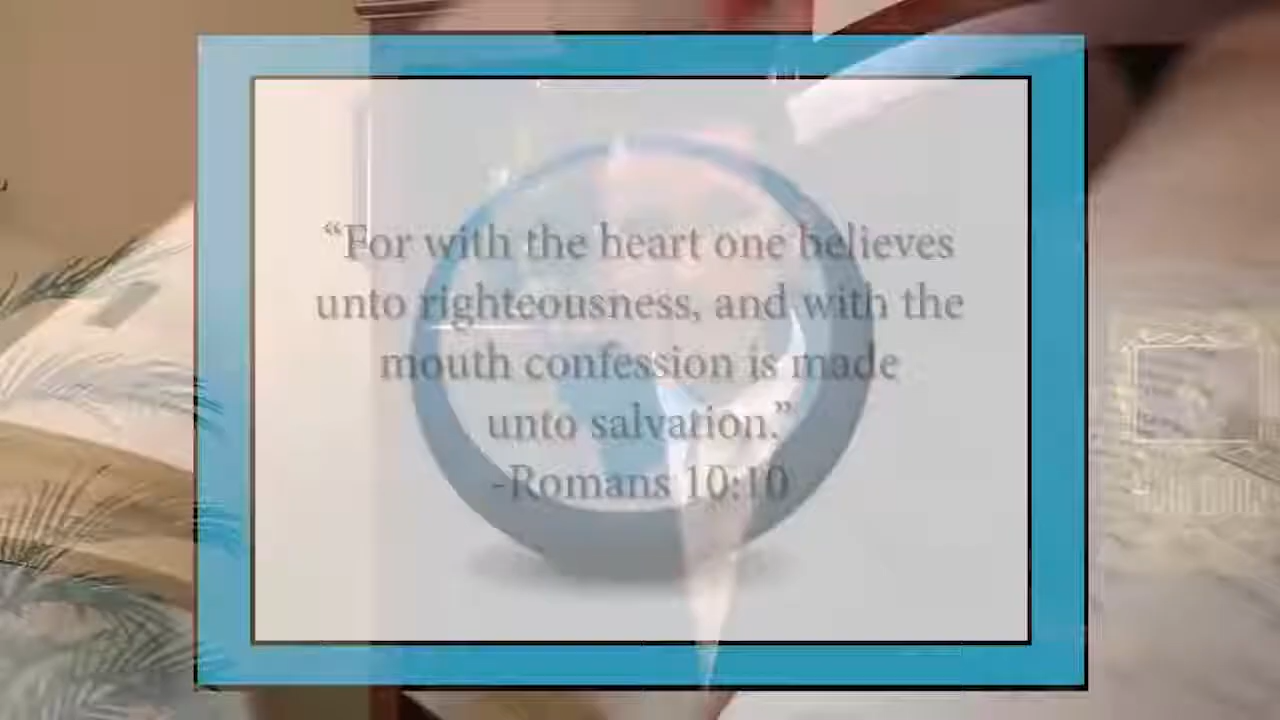 “For with the heart one believes
unto righteousness, and with the
mouth confession is made
unto salvation.”
-Romans 10:10